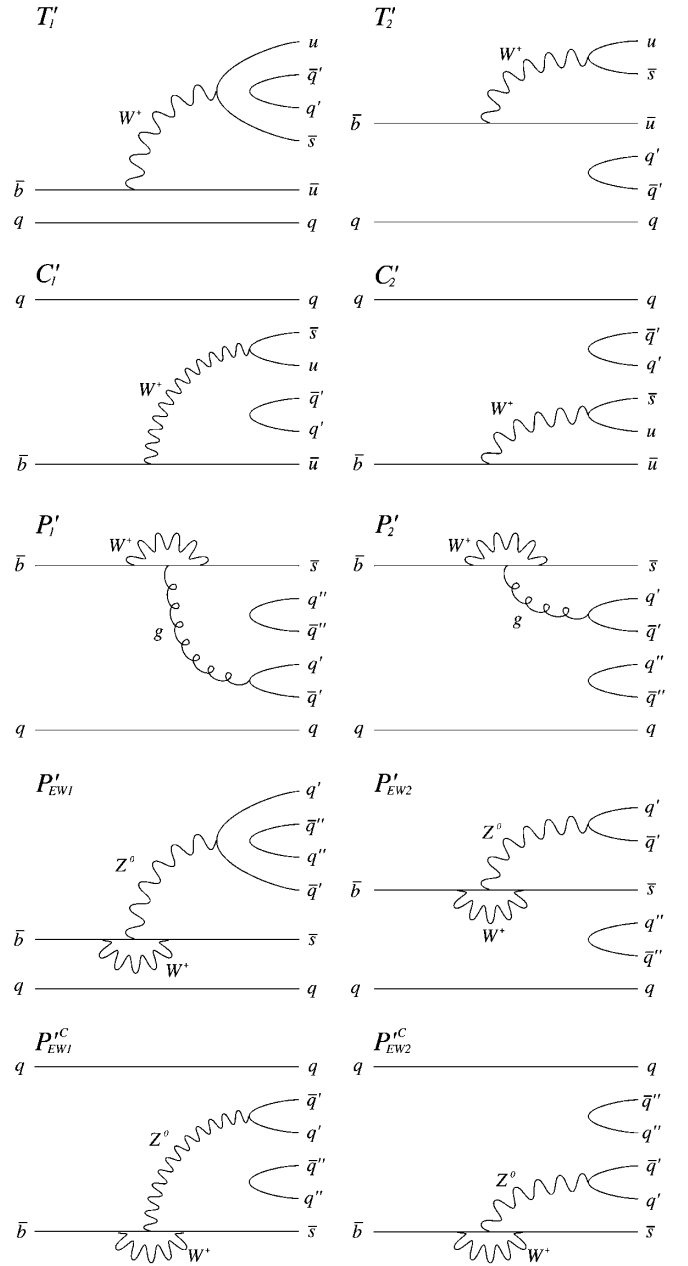 T′₁ T′₂
u
q̄′
q′
s̄
W⁺
b̄ ū
q q
u
W⁺
s̄
b̄ ū
q′
q̄′
q q
C′₁ C′₂
q q
s̄
u
W⁺
q̄′
q′
b̄ ū
q q
q̄′
q′
s̄
W⁺
u
b̄ ū
P′₁ P′₂
W⁺
b̄ s̄
q″
q̄″
g
q′
q̄′
q q
W⁺
b̄ s̄
q′
g
q̄′
q″
q̄″
q q
P′EW1 P′EW2
q′
q̄″
Z⁰
q″
q̄′
b̄ s̄
W⁺
q q
q′
Z⁰
q̄′
b̄ s̄
q″
W⁺
q̄″
q q
P′ᶜEW1 P′ᶜEW2
q q
q̄′
q′
Z⁰
q̄″
q″
b̄ s̄
W⁺
q q
q̄″
q″
q̄′
Z⁰
q′
b̄ s̄
W⁺